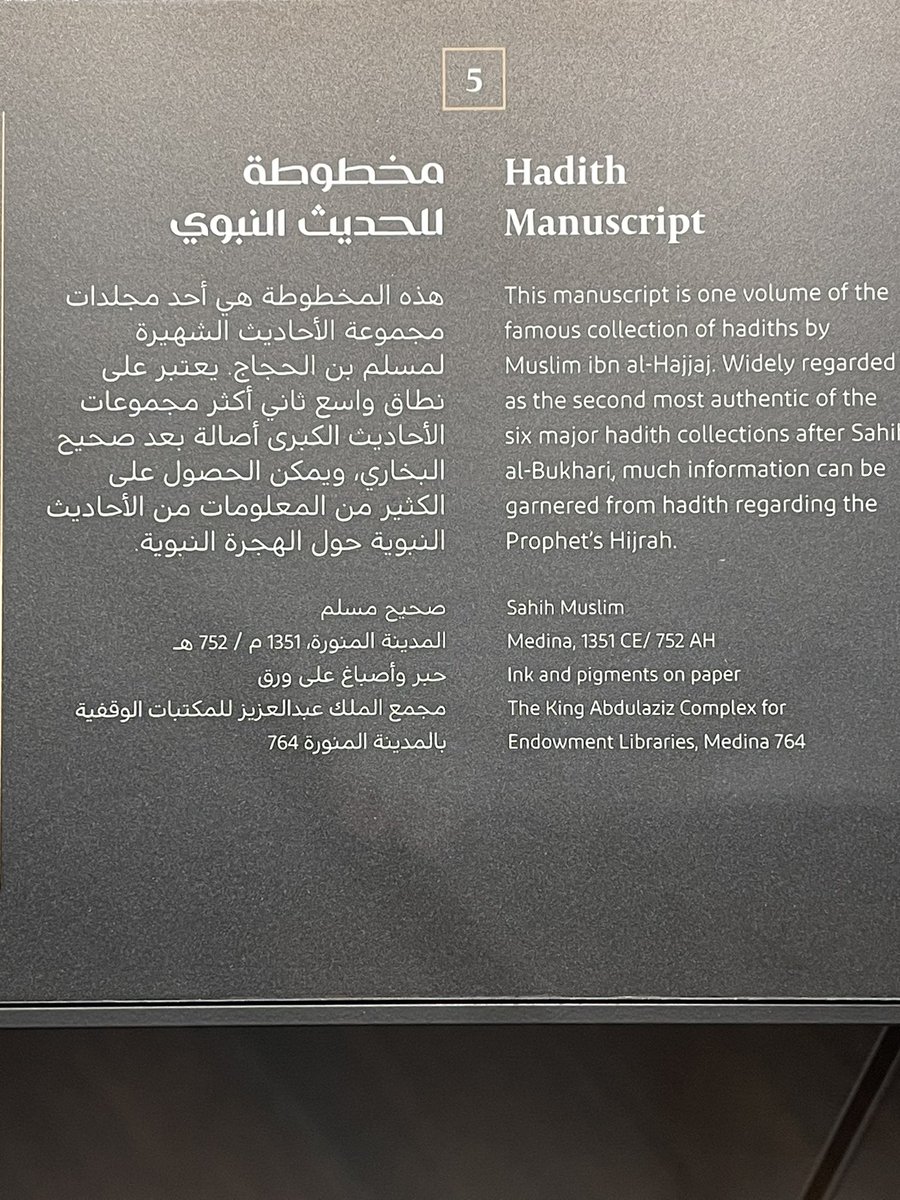 5
مخطوطة
للحديث النبوي
هذه المخطوطة هي أحد مجلدات
مجموعة الأحاديث الشهيرة
لمسلم بن الحجاج. يعتبر على
نطاق واسع ثاني أكثر مجموعات
الأحاديث الكبرى أصالة بعد صحيح
البخاري، ويمكن الحصول على
الكثير من المعلومات من الأحاديث
النبوية حول الهجرة النبوية.
صحيح مسلم
المدينة المنورة، 1351 م / 752 هـ
حبر وأصباغ على ورق
مجمع الملك عبدالعزيز للمكتبات الوقفية
بالمدينة المنورة 764
Hadith
Manuscript
This manuscript is one volume of the
famous collection of hadiths by
Muslim ibn al-Hajjaj. Widely regarded
as the second most authentic of the
six major hadith collections after Sahih
al-Bukhari, much information can be
garnered from hadith regarding the
Prophet's Hijrah.
Sahih Muslim
Medina, 1351 CE/ 752 AH
Ink and pigments on paper
The King Abdulaziz Complex for
Endowment Libraries, Medina 764